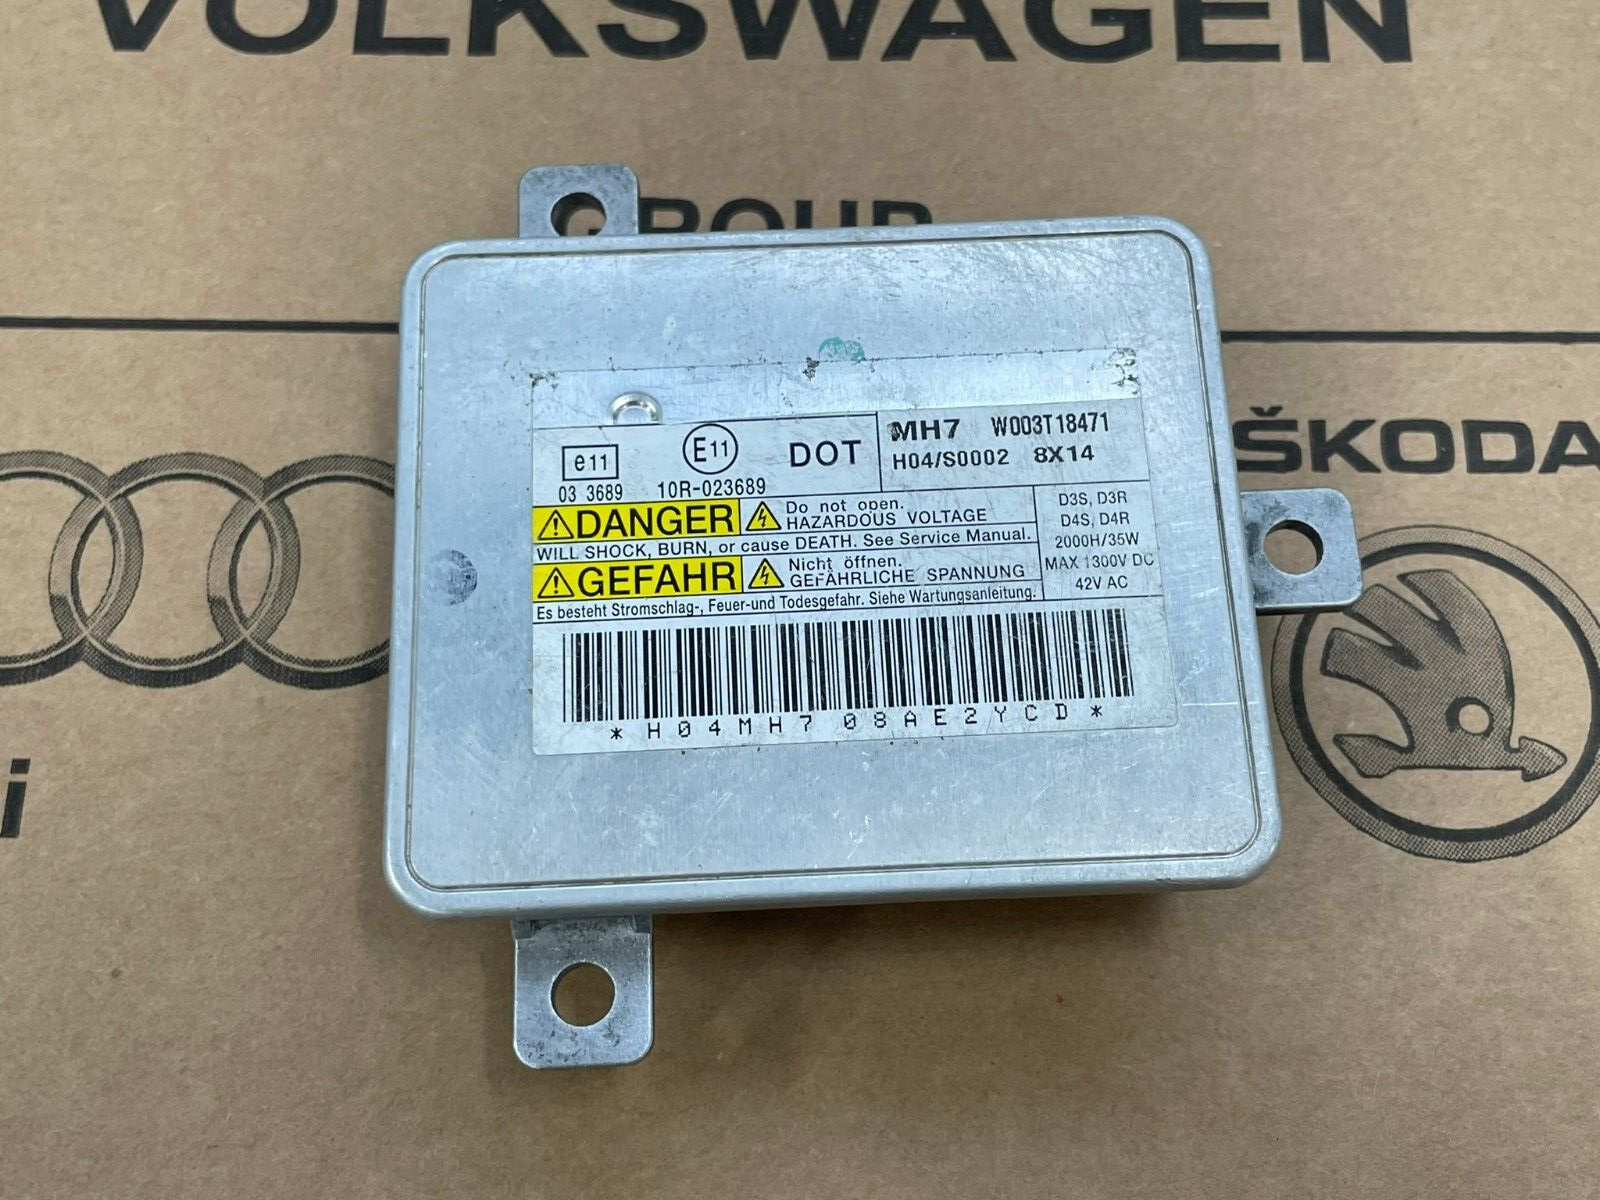 VOLKSWAGEN
GROUP
ŠKODA
i
e11
E11
DOT
MH7 W003T18471
H04/S0002 8X14
03 3689 10R-023689
DANGER
Do not open.
HAZARDOUS VOLTAGE
WILL SHOCK, BURN, or cause DEATH. See Service Manual.
GEFAHR
Nicht öffnen.
GEFÄHRLICHE SPANNUNG
Es besteht Stromschlag-, Feuer-und Todesgefahr. Siehe Wartungsanleitung.
D3S, D3R
D4S, D4R
2000H/35W
MAX 1300V DC
42V AC
*H04MH7 08AE2YCD*